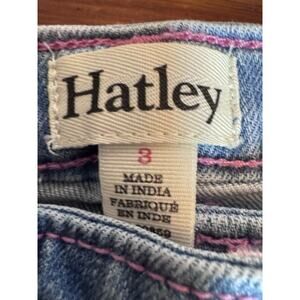 Hatley
3
MADE
IN INDIA
FABRIQUÉ
EN INDE